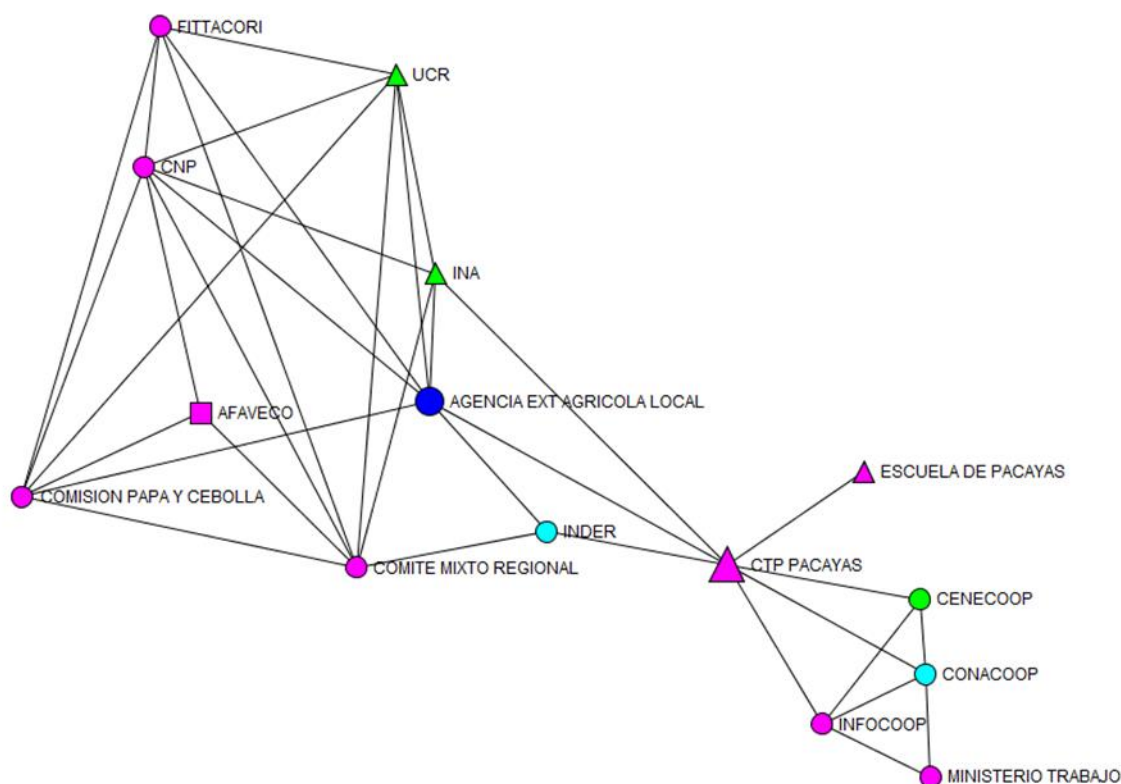 FITTACORI
UCR
CNP
INA
AGENCIA EXT AGRICOLA LOCAL
AFAVECO
ESCUELA DE PACAYAS
COMISION PAPA Y CEBOLLA
INDER
COMITE MIXTO REGIONAL
CTP PACAYAS
CENECOOP
CONACOOP
INFOCOOP
MINISTERIO TRABAJO